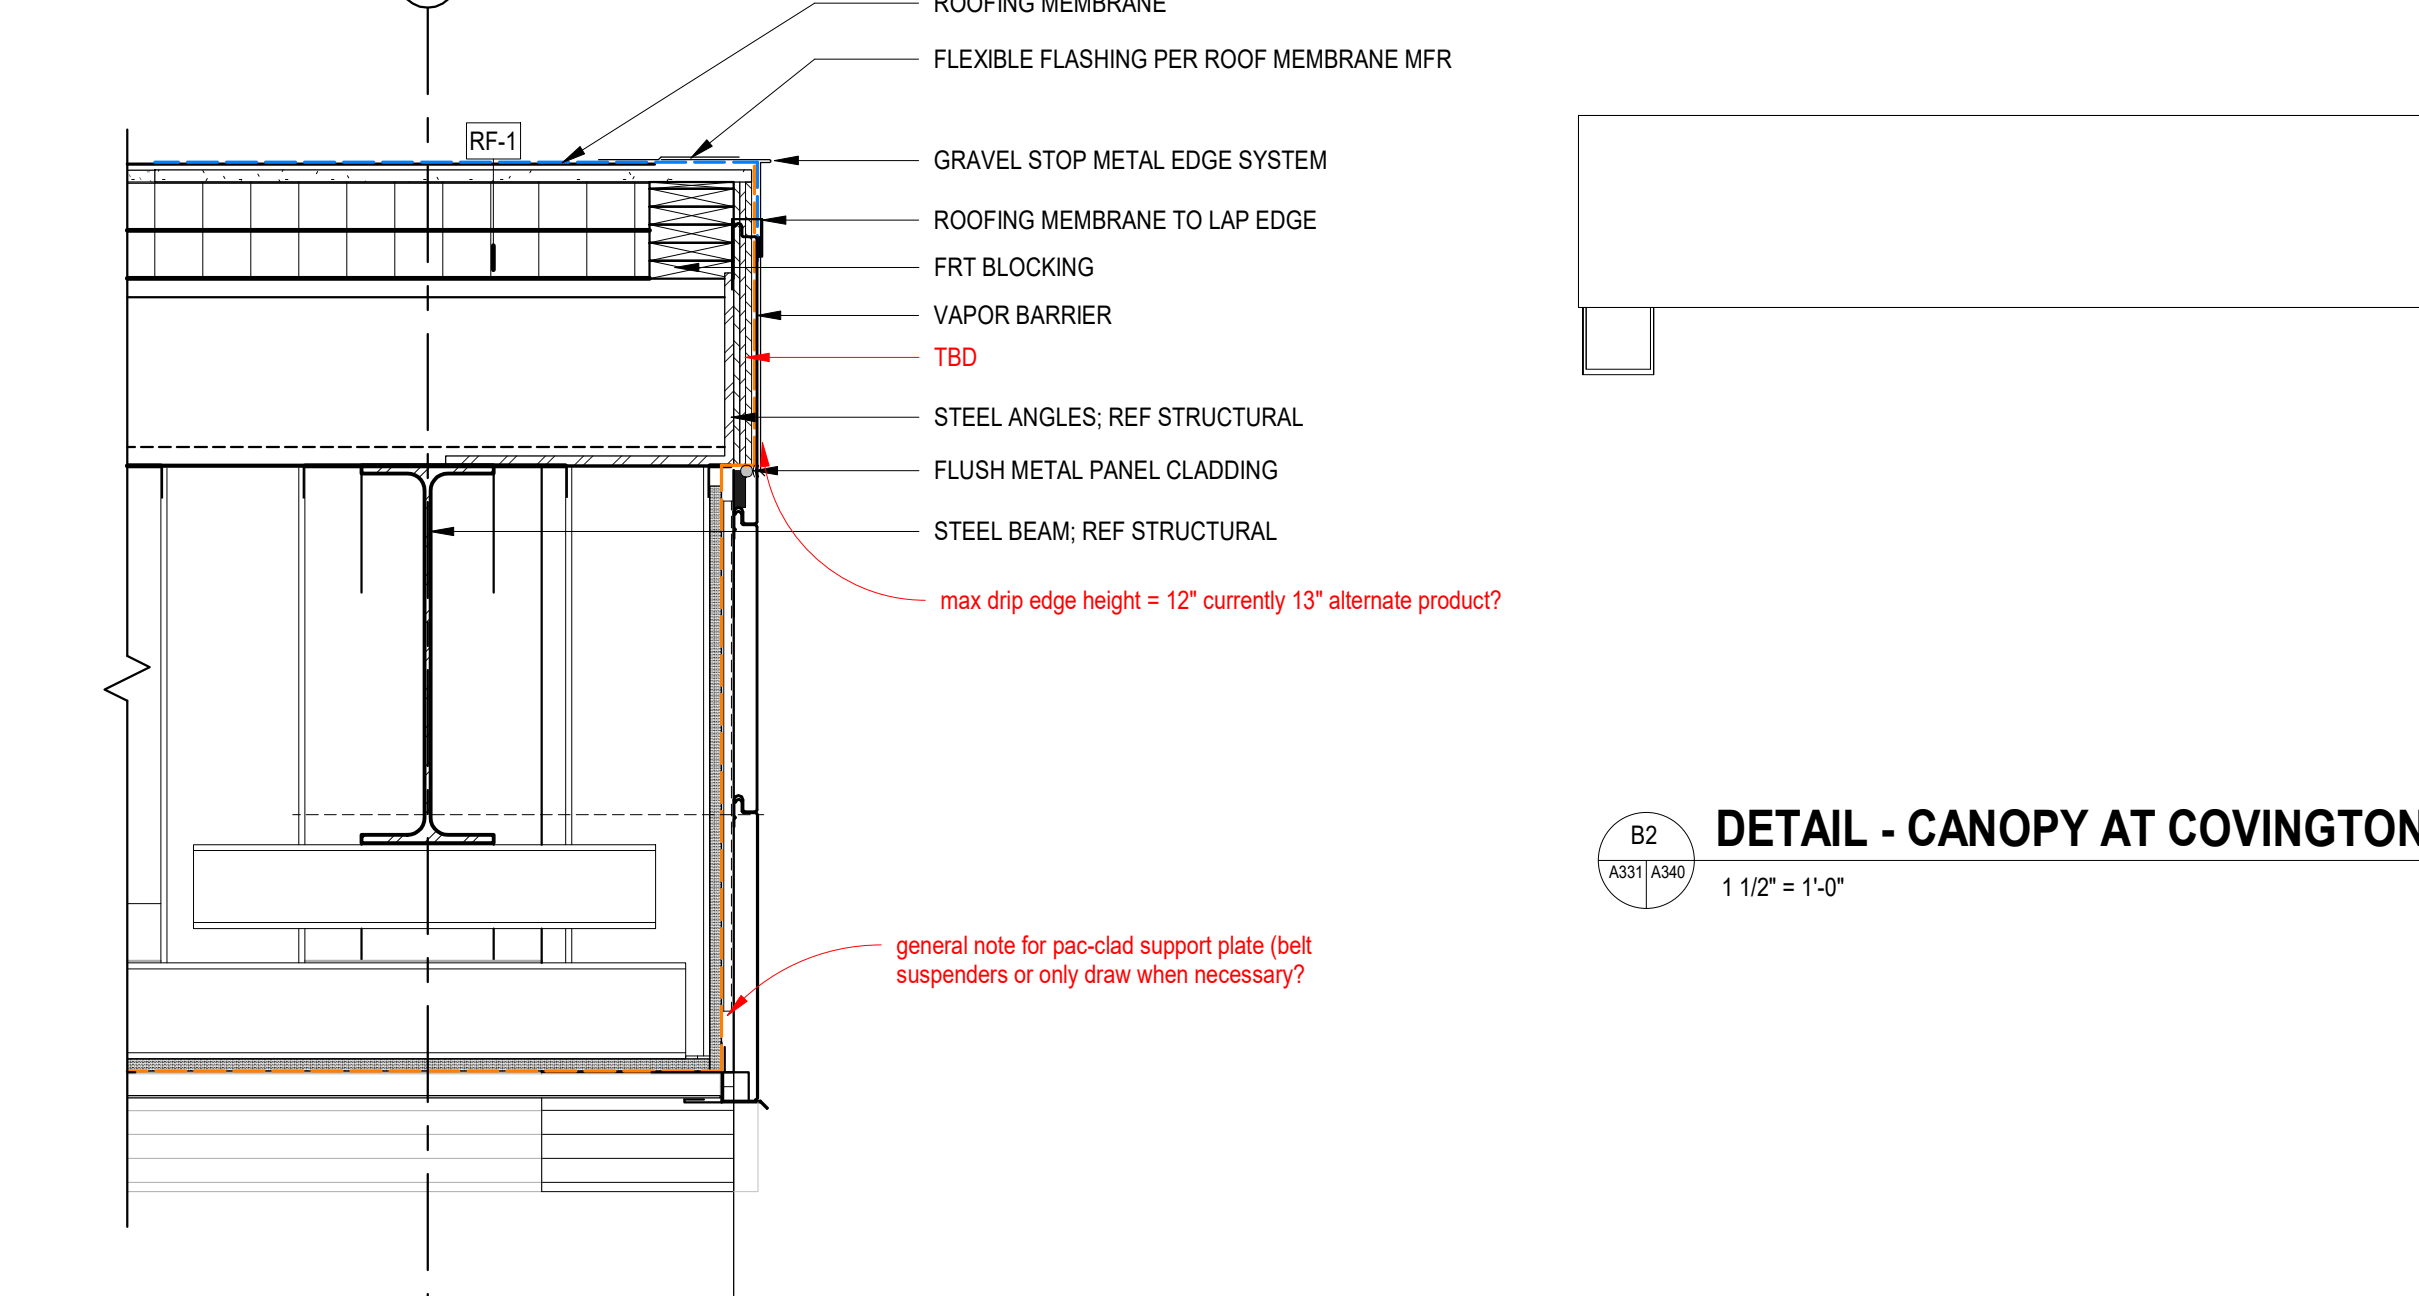 ROOFING MEMBRANE
FLEXIBLE FLASHING PER ROOF MEMBRANE MFR
RF-1
GRAVEL STOP METAL EDGE SYSTEM
ROOFING MEMBRANE TO LAP EDGE
FRT BLOCKING
VAPOR BARRIER
TBD
STEEL ANGLES; REF STRUCTURAL
FLUSH METAL PANEL CLADDING
STEEL BEAM; REF STRUCTURAL
max drip edge height = 12" currently 13" alternate product?
general note for pac-clad support plate (belt
suspenders or only draw when necessary?
B2
A331 A340
DETAIL - CANOPY AT COVINGTON
1 1/2" = 1'-0"